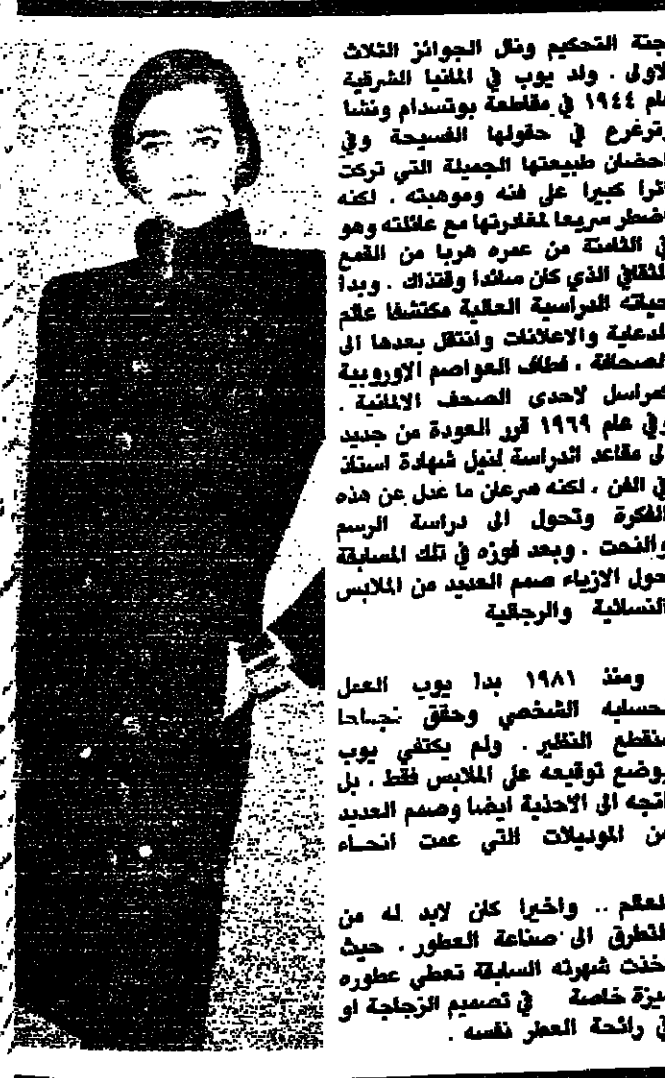 جنة التحكيم ونال الجوائز الثلاث
لاولى . ولد يوب في المانيا الشرقية
عام ١٩٤٤ في مقاطعة بوتسدام ونشا
وترعرع في حقولها الفسيحة وفي
احضان طبيعتها الجميلة التي تركت
اثرا كبيرا على فنه وموهبته . لكنه
اضطر سريعا لمغادرتها مع عائلته وهو
في الثامنة من عمره هربا من القمع
الثقافي الذي كان سائدا وقتذاك . وبدا
حياته الدراسية العالية مكتشفا عالم
الدعاية والاعلانات وانتقل بعدها الى
الصحافة ، فطاف العواصم الاوروبية
كمراسل لاحدى الصحف الالمانية .
وفي عام ١٩٦٩ قرر العودة من جديد
الى مقاعد الدراسة لنيل شهادة استاذ
في الفن ، لكنه سرعان ما عدل عن هذه
الفكرة وتحول الى دراسة الرسم
والنحت . وبعد فوزه في تلك المسابقة
حول الازياء صمم العديد من الملابس
النسائية والرجالية
ومنذ ١٩٨١ بدا يوب العمل
لحسابه الشخصي وحقق نجاحا
منقطع النظير . ولم يكتفي يوب
بوضع توقيعه على الملابس فقط ، بل
اتجه الى الاحذية ايضا وصمم العديد
من الموديلات التي عمت انحاء
العالم .. واخيرا كان لابد له من
التطرق الى صناعة العطور . حيث
اخذت شهرته السابقة تعطي عطوره
ميزة خاصة في تصميم الزجاجة او
في رائحة العطر نفسه .